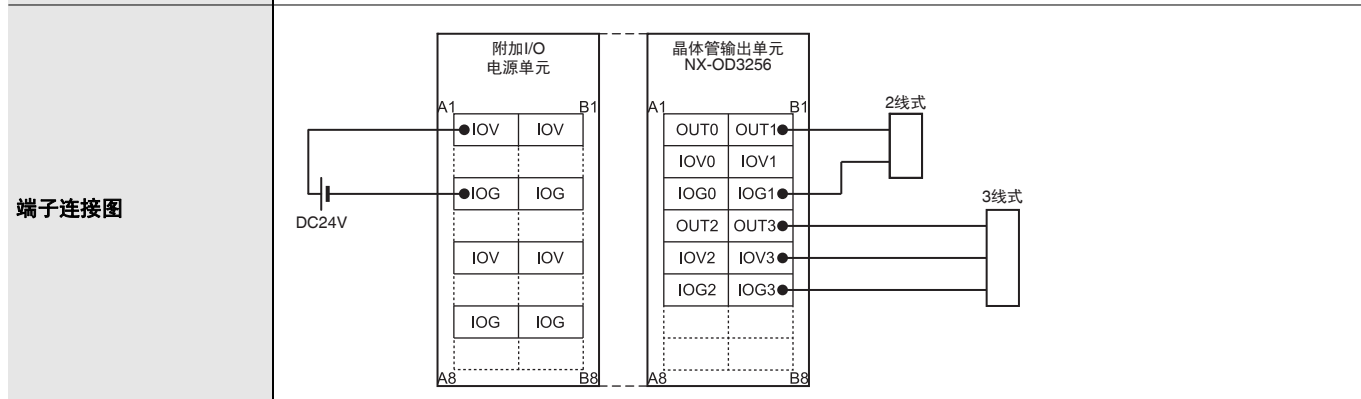 端子连接图
附加I/O
电源单元
A1 B1
IOV IOV
IOG IOG
IOV IOV
IOG IOG
A8 B8
DC24V
晶体管输出单元
NX-OD3256
A1 B1
OUT0 OUT1
IOV0 IOV1
IOG0 IOG1
OUT2 OUT3
IOV2 IOV3
IOG2 IOG3
A8 B8
2线式
3线式